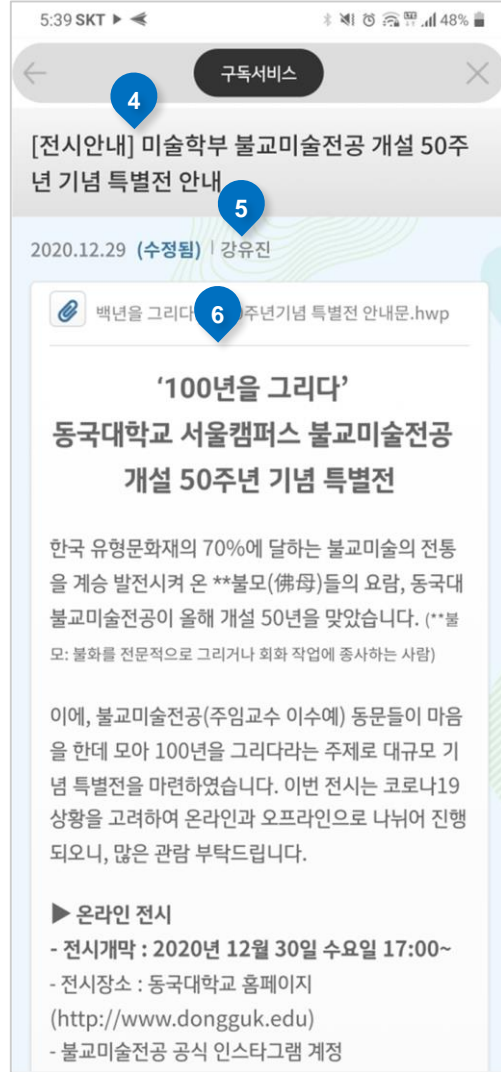 5:39 SKT
48%
구독서비스
4
[전시안내] 미술학부 불교미술전공 개설 50주
년 기념 특별전 안내
5
2020.12.29 (수정됨) | 강유진
6
백년을 그리다 주년기념 특별전 안내문.hwp
‘100년을 그리다’
동국대학교 서울캠퍼스 불교미술전공
개설 50주년 기념 특별전
한국 유형문화재의 70%에 달하는 불교미술의 전통
을 계승 발전시켜 온 **불모(佛母)들의 요람, 동국대
불교미술전공이 올해 개설 50년을 맞았습니다. (**불
모: 불화를 전문적으로 그리거나 회화 작업에 종사하는 사람)
이에, 불교미술전공(주임교수 이수예) 동문들이 마음
을 한데 모아 100년을 그리다라는 주제로 대규모 기
념 특별전을 마련하였습니다. 이번 전시는 코로나19
상황을 고려하여 온라인과 오프라인으로 나뉘어 진행
되오니, 많은 관람 부탁드립니다.
▶ 온라인 전시
- 전시개막 : 2020년 12월 30일 수요일 17:00~
- 전시장소 : 동국대학교 홈페이지
(http://www.dongguk.edu)
- 불교미술전공 공식 인스타그램 계정